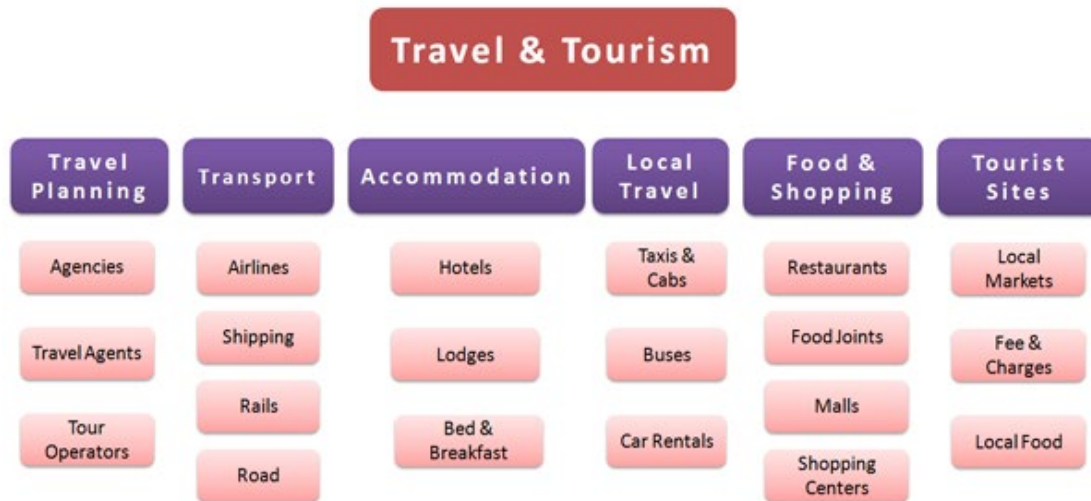 Travel & Tourism
Travel
Planning
Transport
Accommodation
Local
Travel
Food &
Shopping
Tourist
Sites
Agencies
Airlines
Hotels
Taxis &
Cabs
Restaurants
Local
Markets
Travel Agents
Shipping
Lodges
Buses
Food Joints
Fee &
Charges
Tour
Operators
Rails
Bed &
Breakfast
Car Rentals
Malls
Local Food
Road
Shopping
Centers